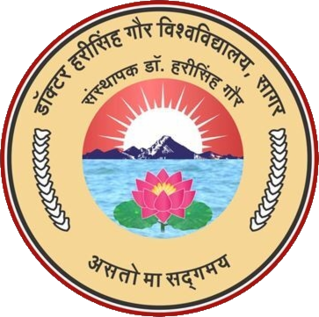 डॉक्टर हरीसिंह गौर विश्वविद्यालय, सागर
संस्थापक डॉ. हरीसिंह गौर
असतो मा सद्गमय